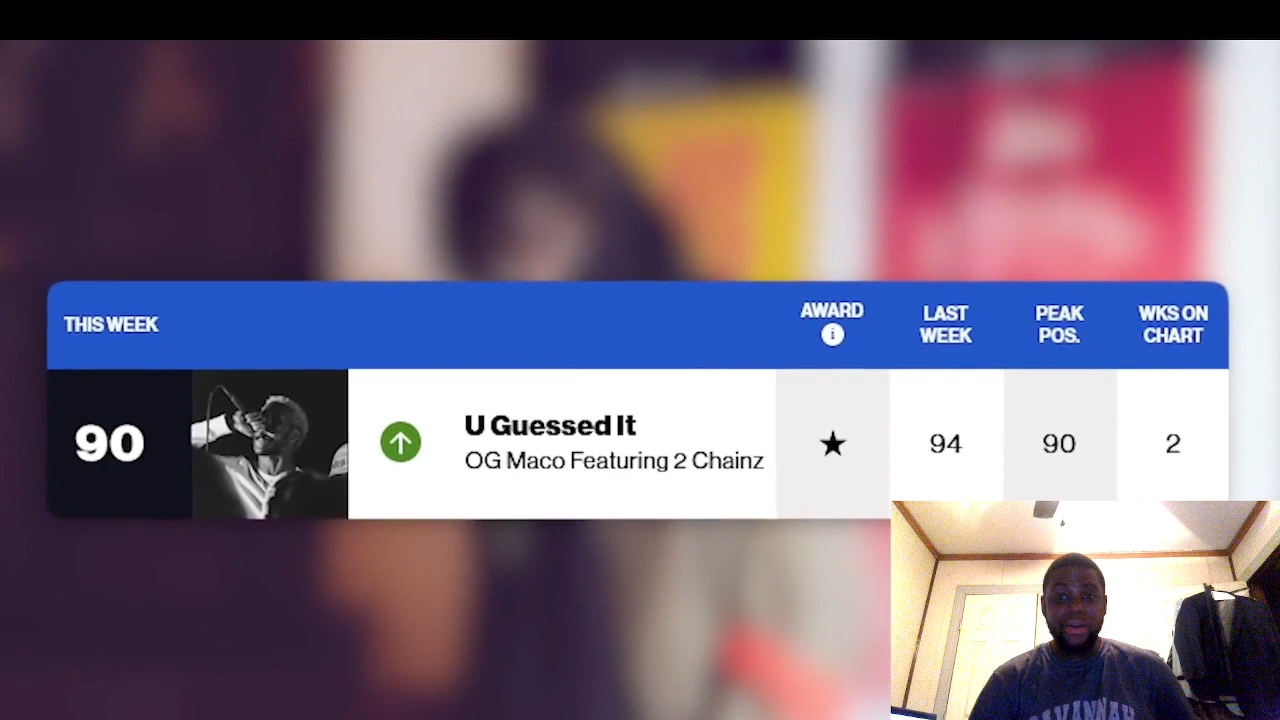 THIS WEEK
AWARD
i
LAST
WEEK
PEAK
POS.
WKS ON
CHART
90
U Guessed It
OG Maco Featuring 2 Chainz
★
94
90
2
SAVANNAH